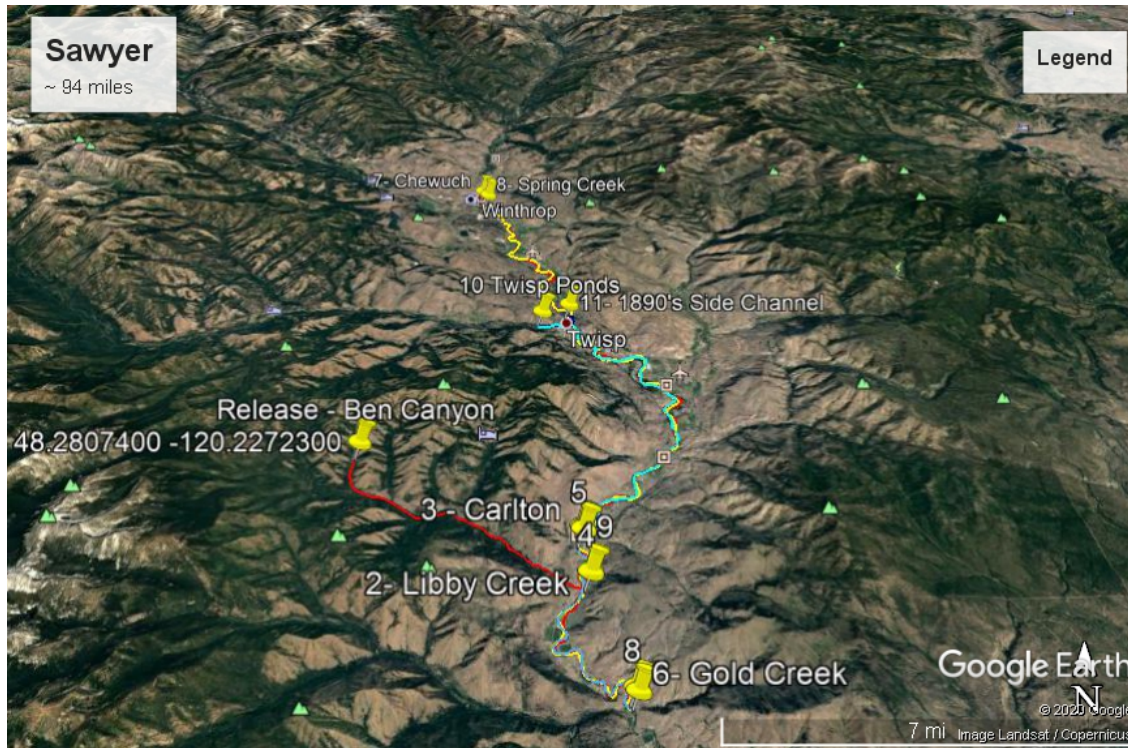 Sawyer
~ 94 miles
Legend
7- Chewuch
8- Spring Creek
Winthrop
10 Twisp Ponds
11- 1890's Side Channel
Twisp
Release - Ben Canyon
48.2807400 -120.2272300
5
3 - Carlton
4
9
2- Libby Creek
8
6- Gold Creek
Google Earth
N
© 2020 Google
7 mi
Image Landsat / Copernicus